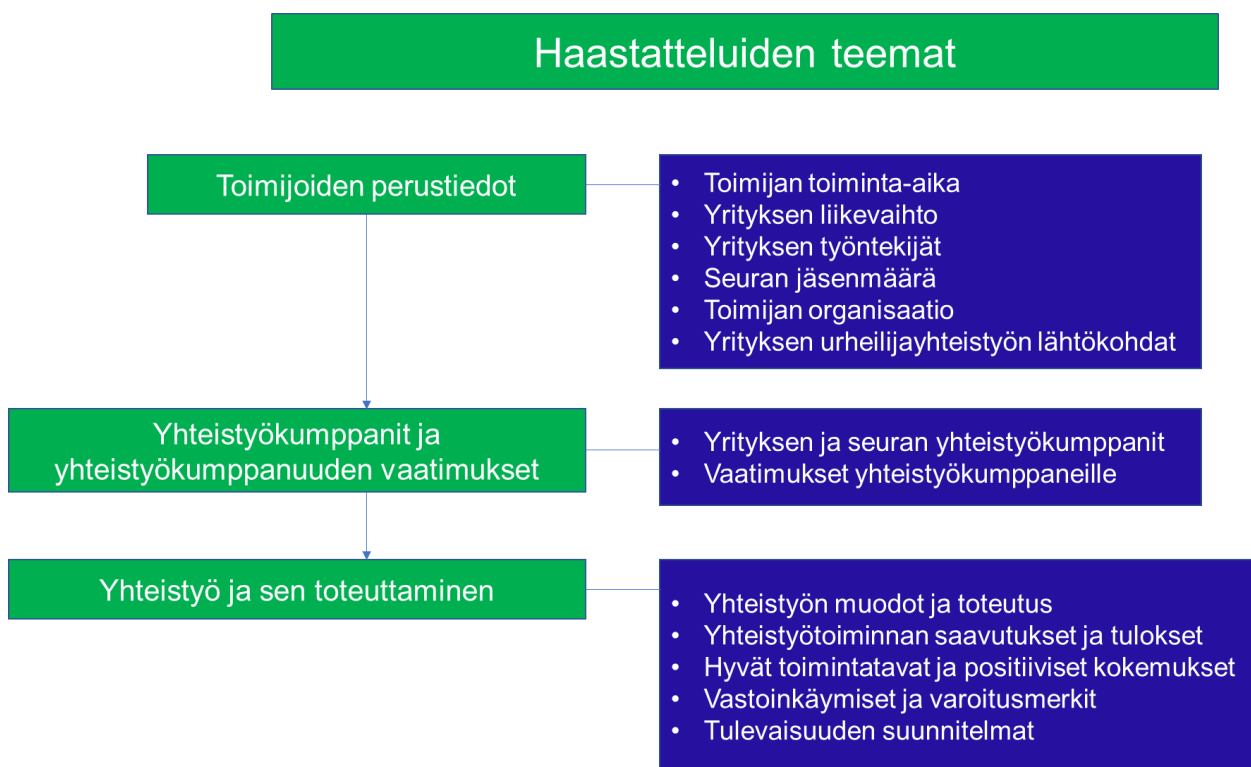 Haastatteluiden teemat
Toimijoiden perustiedot
• Toimijan toiminta-aika
• Yrityksen liikevaihto
• Yrityksen työntekijät
• Seuran jäsenmäärä
• Toimijan organisaatio
• Yrityksen urheilijayhteistyön lähtökohdat
Yhteistyökumppanit ja
yhteistyökumppanuuden vaatimukset
• Yrityksen ja seuran yhteistyökumppanit
• Vaatimukset yhteistyökumppaneille
Yhteistyö ja sen toteuttaminen
• Yhteistyön muodot ja toteutus
• Yhteistyötoiminnan saavutukset ja tulokset
• Hyvät toimintatavat ja positiiviset kokemukset
• Vastoinkäymiset ja varoitusmerkit
• Tulevaisuuden suunnitelmat